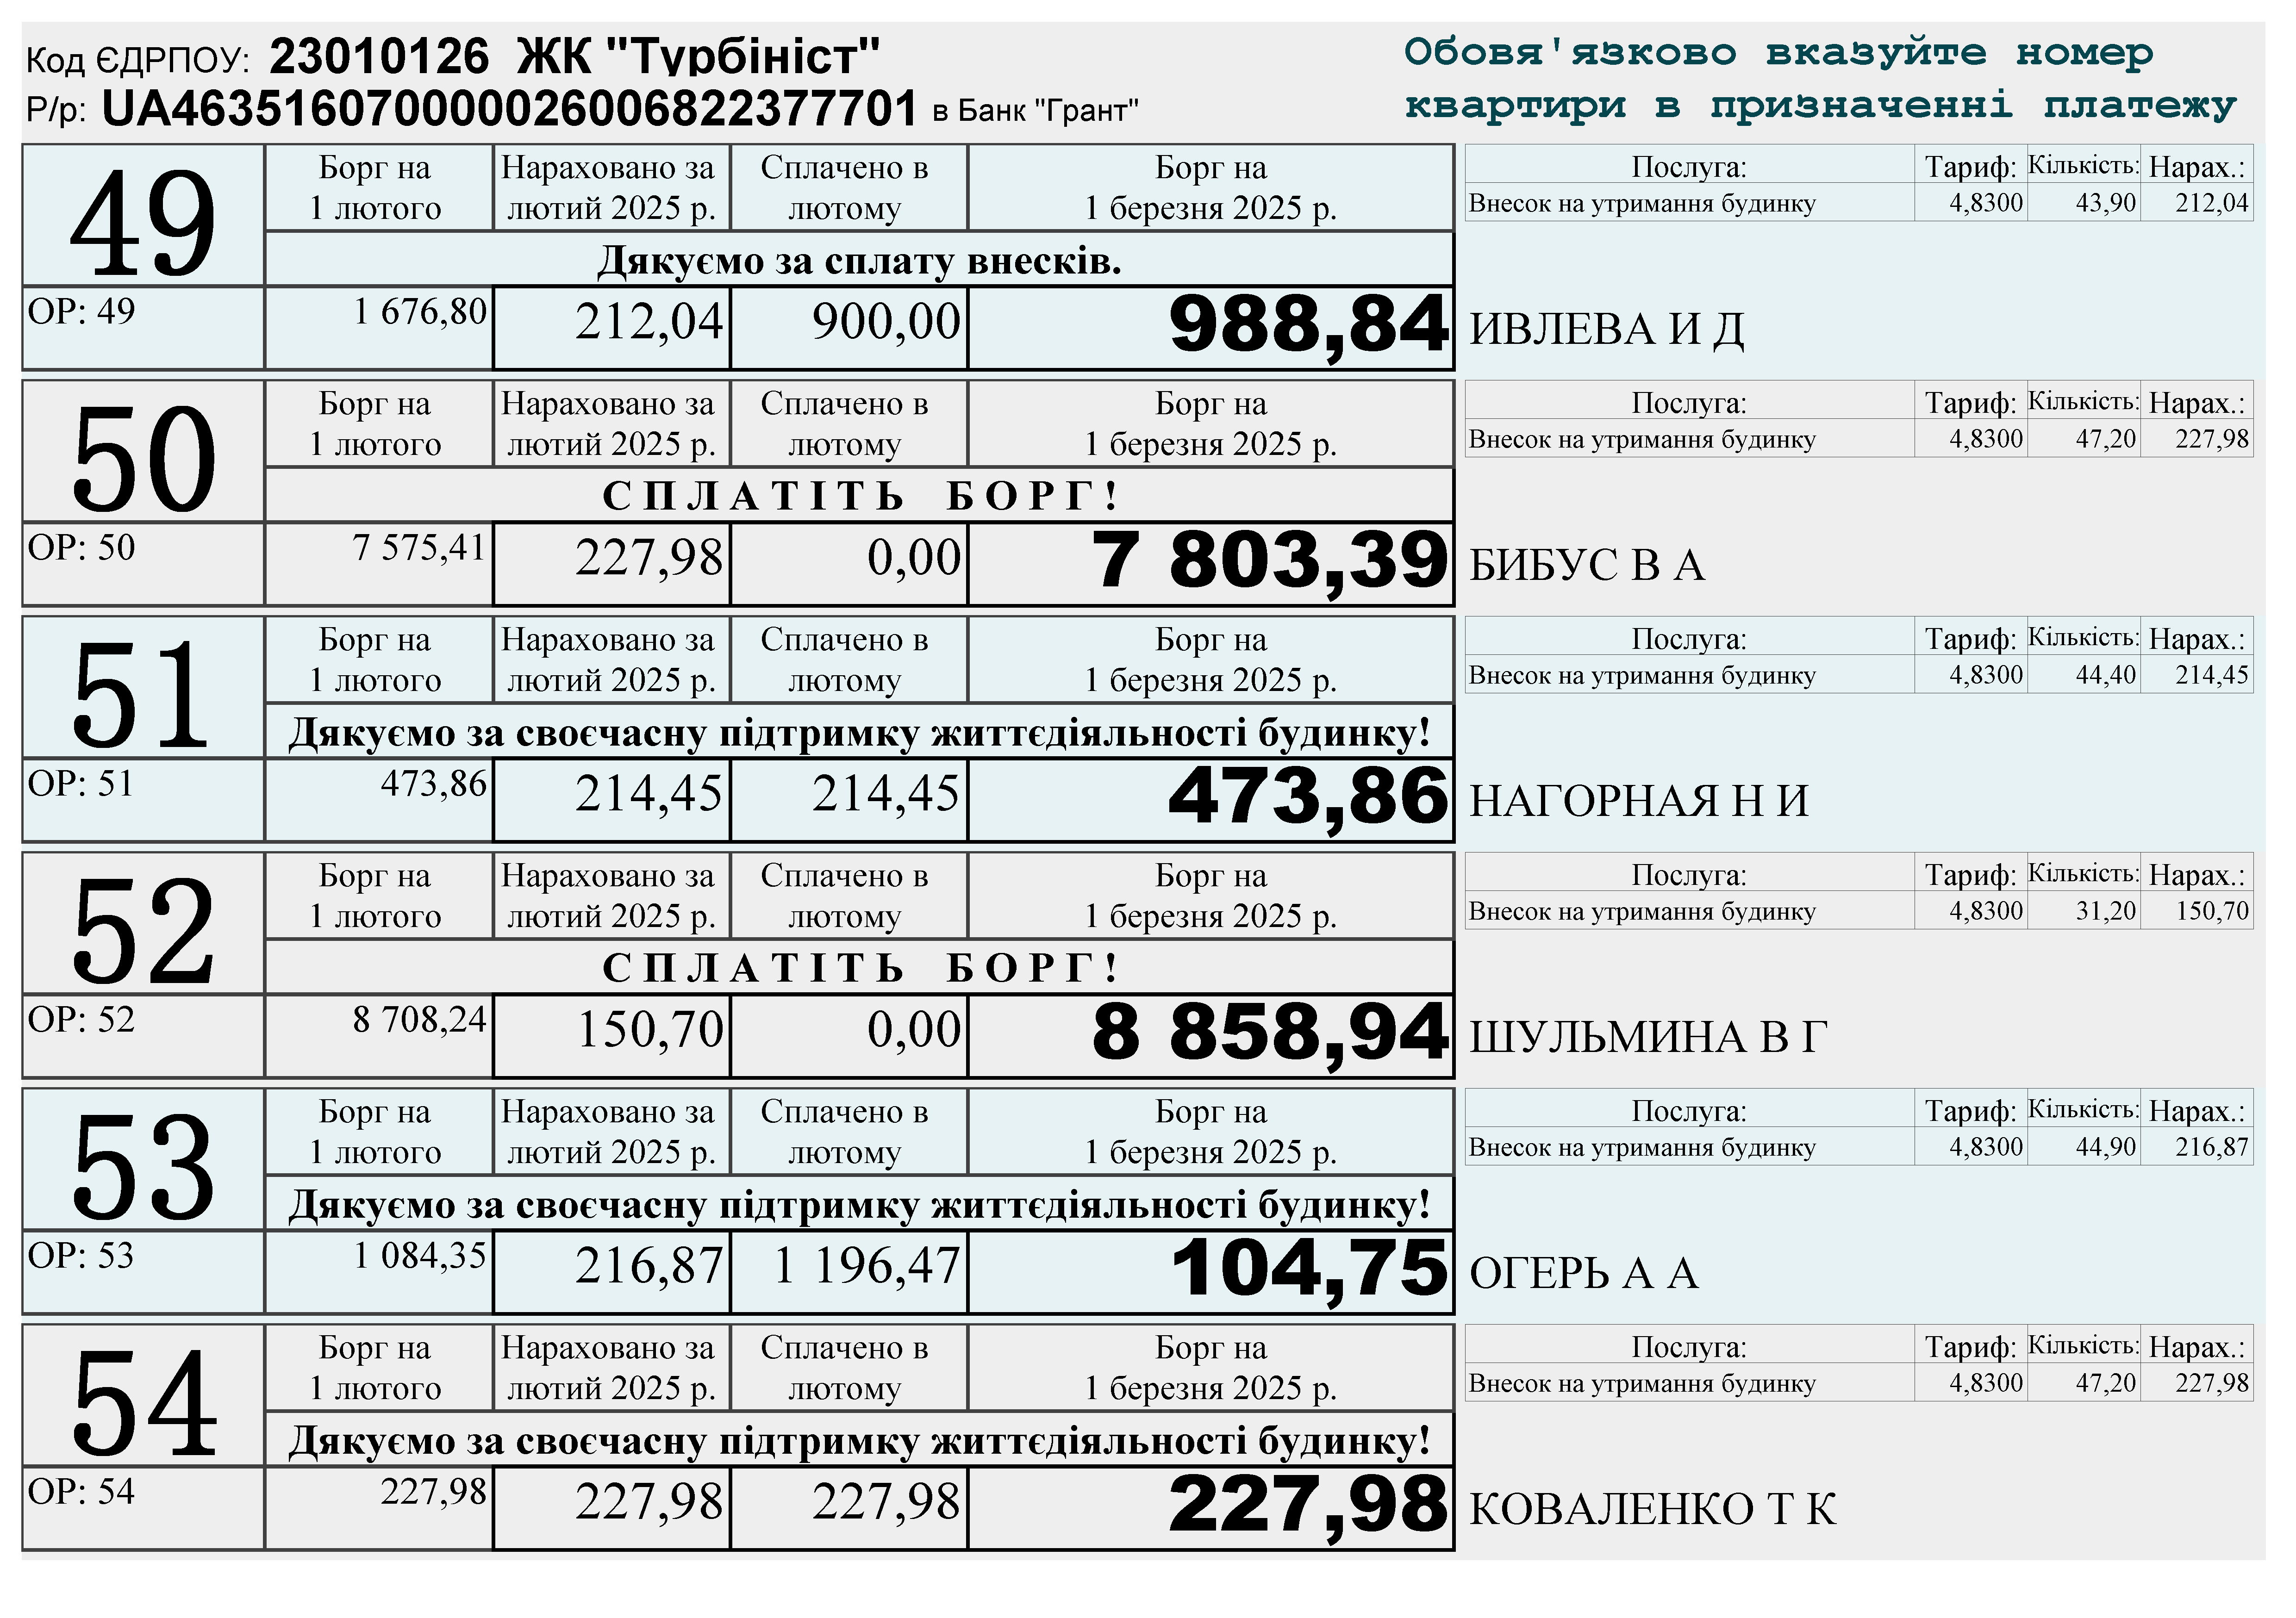 Код ЄДРПОУ: 23010126 ЖК "Турбініст"
Р/р: UA463516070000026006822377701 в Банк "Грант"
Обовя'язково вказуйте номер
квартири в призначенні платежу
49
Борг на
1 лютого
Нараховано за
лютий 2025 р.
Сплачено в
лютому
Борг на
1 березня 2025 р.
Дякуємо за сплату внесків.
ОР: 49 1 676,80 212,04 900,00 988,84
Послуга: Тариф: Кількість: Нарах.:
Внесок на утримання будинку 4,8300 43,90 212,04
ИВЛЕВА И Д
50
Борг на
1 лютого
Нараховано за
лютий 2025 р.
Сплачено в
лютому
Борг на
1 березня 2025 р.
С П Л А Т І Т Ь Б О Р Г !
ОР: 50 7 575,41 227,98 0,00 7 803,39
Послуга: Тариф: Кількість: Нарах.:
Внесок на утримання будинку 4,8300 47,20 227,98
БИБУС В А
51
Борг на
1 лютого
Нараховано за
лютий 2025 р.
Сплачено в
лютому
Борг на
1 березня 2025 р.
Дякуємо за своєчасну підтримку життєдіяльності будинку!
ОР: 51 473,86 214,45 214,45 473,86
Послуга: Тариф: Кількість: Нарах.:
Внесок на утримання будинку 4,8300 44,40 214,45
НАГОРНАЯ Н И
52
Борг на
1 лютого
Нараховано за
лютий 2025 р.
Сплачено в
лютому
Борг на
1 березня 2025 р.
С П Л А Т І Т Ь Б О Р Г !
ОР: 52 8 708,24 150,70 0,00 8 858,94
Послуга: Тариф: Кількість: Нарах.:
Внесок на утримання будинку 4,8300 31,20 150,70
ШУЛЬМИНА В Г
53
Борг на
1 лютого
Нараховано за
лютий 2025 р.
Сплачено в
лютому
Борг на
1 березня 2025 р.
Дякуємо за своєчасну підтримку життєдіяльності будинку!
ОР: 53 1 084,35 216,87 1 196,47 104,75
Послуга: Тариф: Кількість: Нарах.:
Внесок на утримання будинку 4,8300 44,90 216,87
ОГЕРЬ А А
54
Борг на
1 лютого
Нараховано за
лютий 2025 р.
Сплачено в
лютому
Борг на
1 березня 2025 р.
Дякуємо за своєчасну підтримку життєдіяльності будинку!
ОР: 54 227,98 227,98 227,98 227,98
Послуга: Тариф: Кількість: Нарах.:
Внесок на утримання будинку 4,8300 47,20 227,98
КОВАЛЕНКО Т К